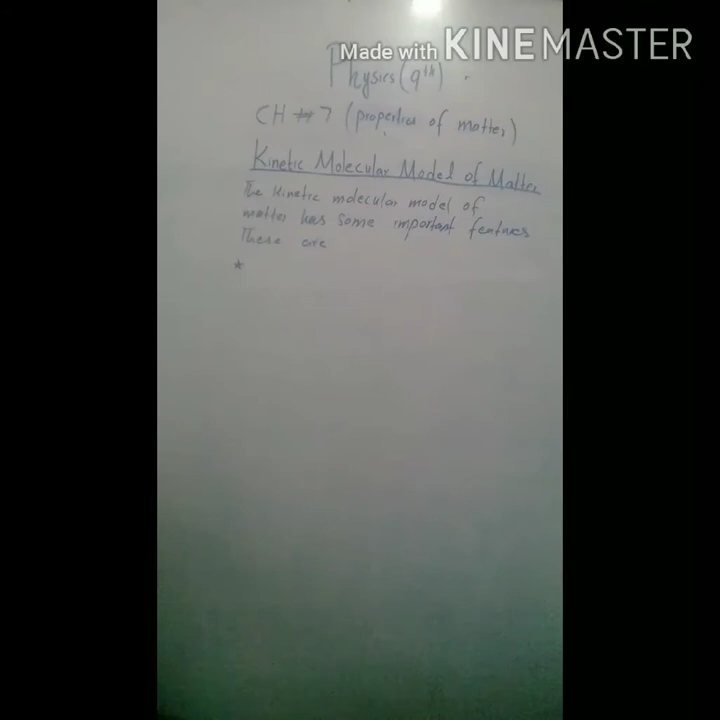 Made with KINEMASTER
Physics (9th)
CH # 7 (properties of matter)
Kinetic Molecular Model of Matter
The kinetic molecular model of
matter has some important features
These are
*